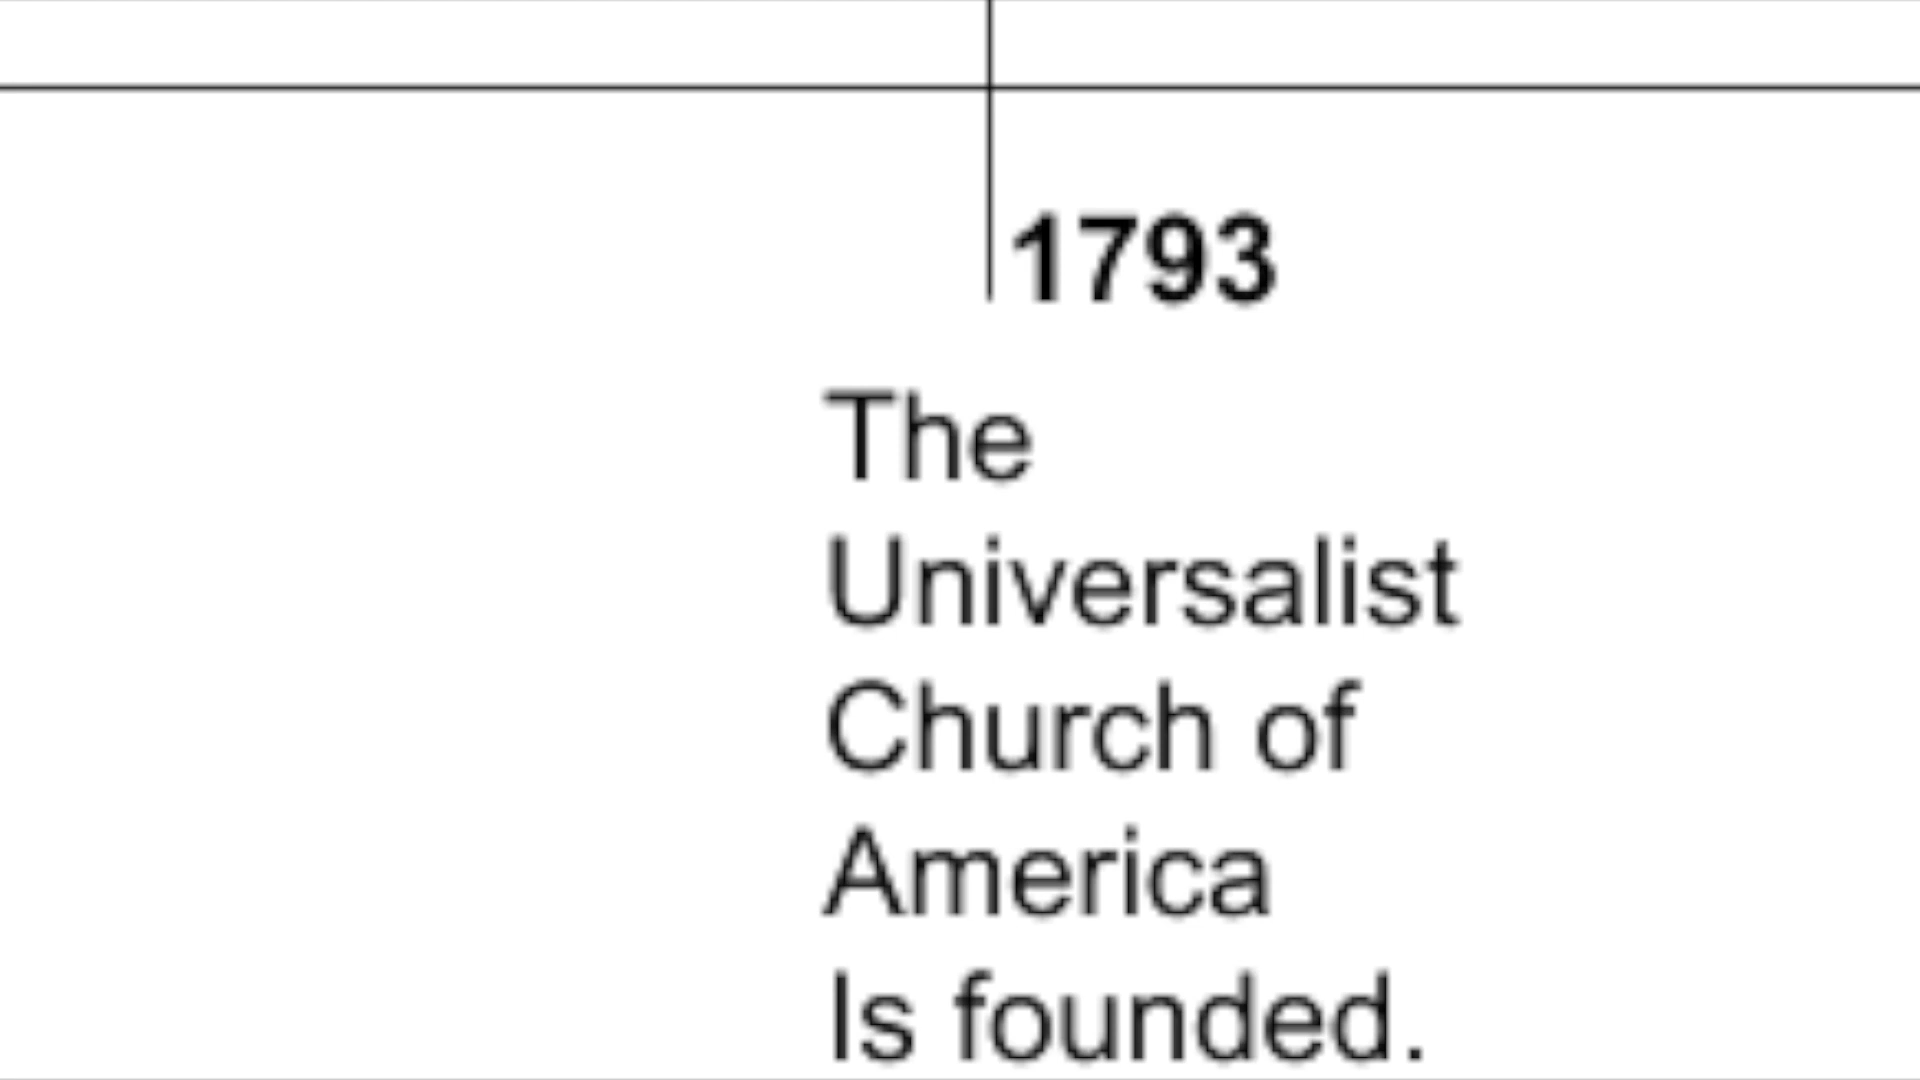 1793
The
Universalist
Church of
America
Is founded.